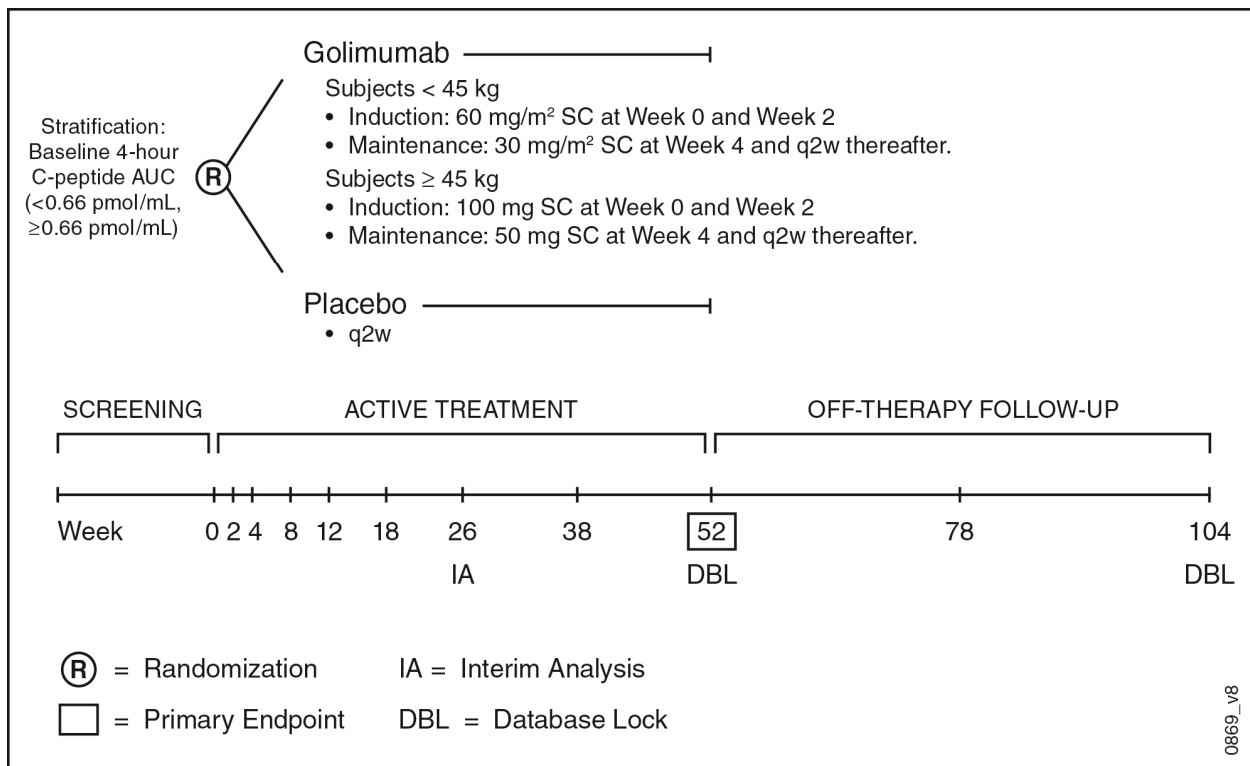 Golimumab
Subjects < 45 kg
• Induction: 60 mg/m² SC at Week 0 and Week 2
• Maintenance: 30 mg/m² SC at Week 4 and q2w thereafter.
Subjects ≥ 45 kg
• Induction: 100 mg SC at Week 0 and Week 2
• Maintenance: 50 mg SC at Week 4 and q2w thereafter.
Stratification:
Baseline 4-hour
C-peptide AUC
(<0.66 pmol/mL,
≥0.66 pmol/mL)
R
Placebo
• q2w
SCREENING ACTIVE TREATMENT OFF-THERAPY FOLLOW-UP
Week 0 2 4 8 12 18 26 38 52 78 104
IA DBL DBL
R = Randomization IA = Interim Analysis
= Primary Endpoint DBL = Database Lock
0869_v8